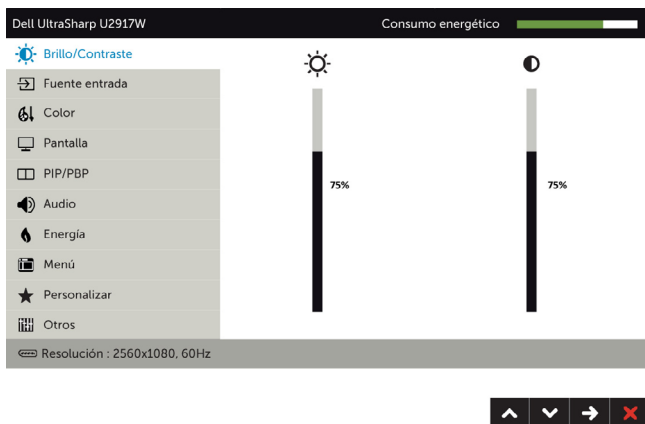 Dell UltraSharp U2917W
Consumo energético
Brillo/Contraste
Fuente entrada
Color
Pantalla
PIP/PBP
Audio
Energía
Menú
Personalizar
Otros
75%
75%
Resolución : 2560x1080, 60Hz